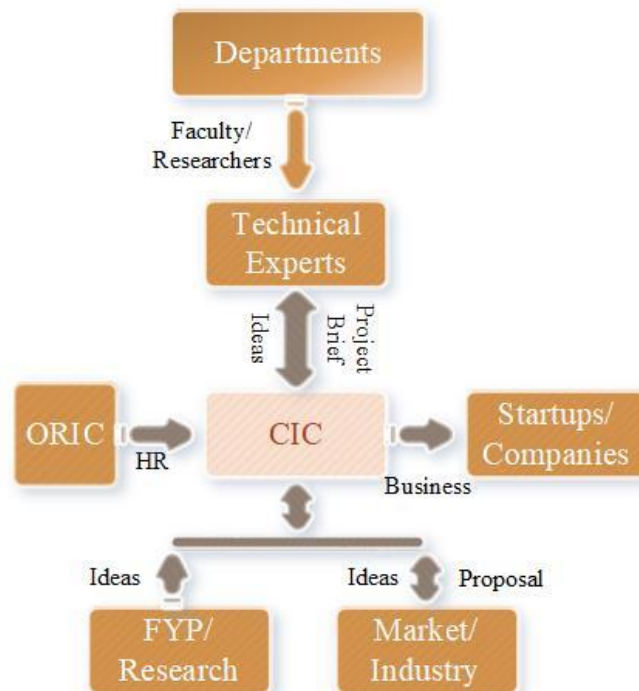 Departments
Faculty/
Researchers
Technical
Experts
Ideas
Project
Brief
ORIC
HR
CIC
Business
Startups/
Companies
Ideas
Ideas
Proposal
FYP/
Research
Market/
Industry